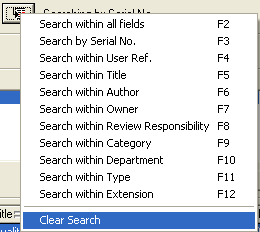 Searching by Serial No.
Search within all fields F2
Search by Serial No. F3
Search within User Ref. F4
Search within Title F5
Search within Author F6
Search within Owner F7
Search within Review Responsibility F8
Search within Category F9
Search within Department F10
Search within Type F11
Search within Extension F12
Clear Search